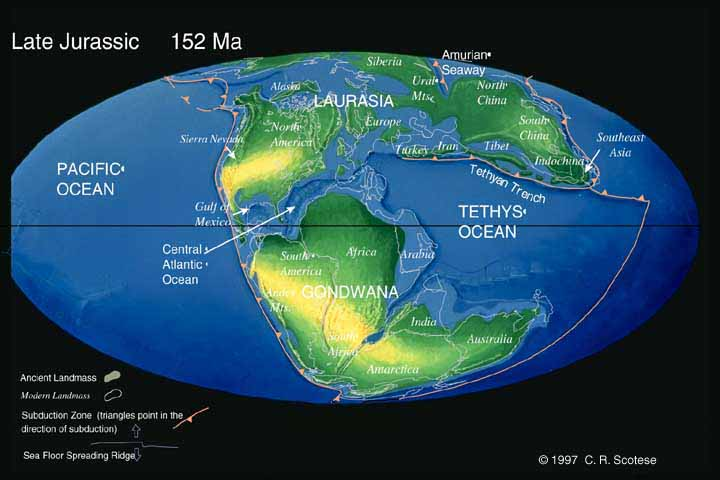 Late Jurassic 152 Ma
Amurian
Seaway
Siberia
Alaska
LAURASIA
Ural
Mts.
North
China
North
America
Europe
South
China
Sierra Nevada
Turkey
Iran
Tibet
Indochina
Southeast
Asia
PACIFIC
OCEAN
Tethyan Trench
Gulf of
Mexico
TETHYS
OCEAN
Central
Atlantic
Ocean
South
America
Africa
Arabia
Andes
Mts.
GONDWANA
India
South
Africa
Australia
Antarctica
Ancient Landmass
Modern Landmass
Subduction Zone (triangles point in the
direction of subduction)
Sea Floor Spreading Ridge
© 1997 C. R. Scotese